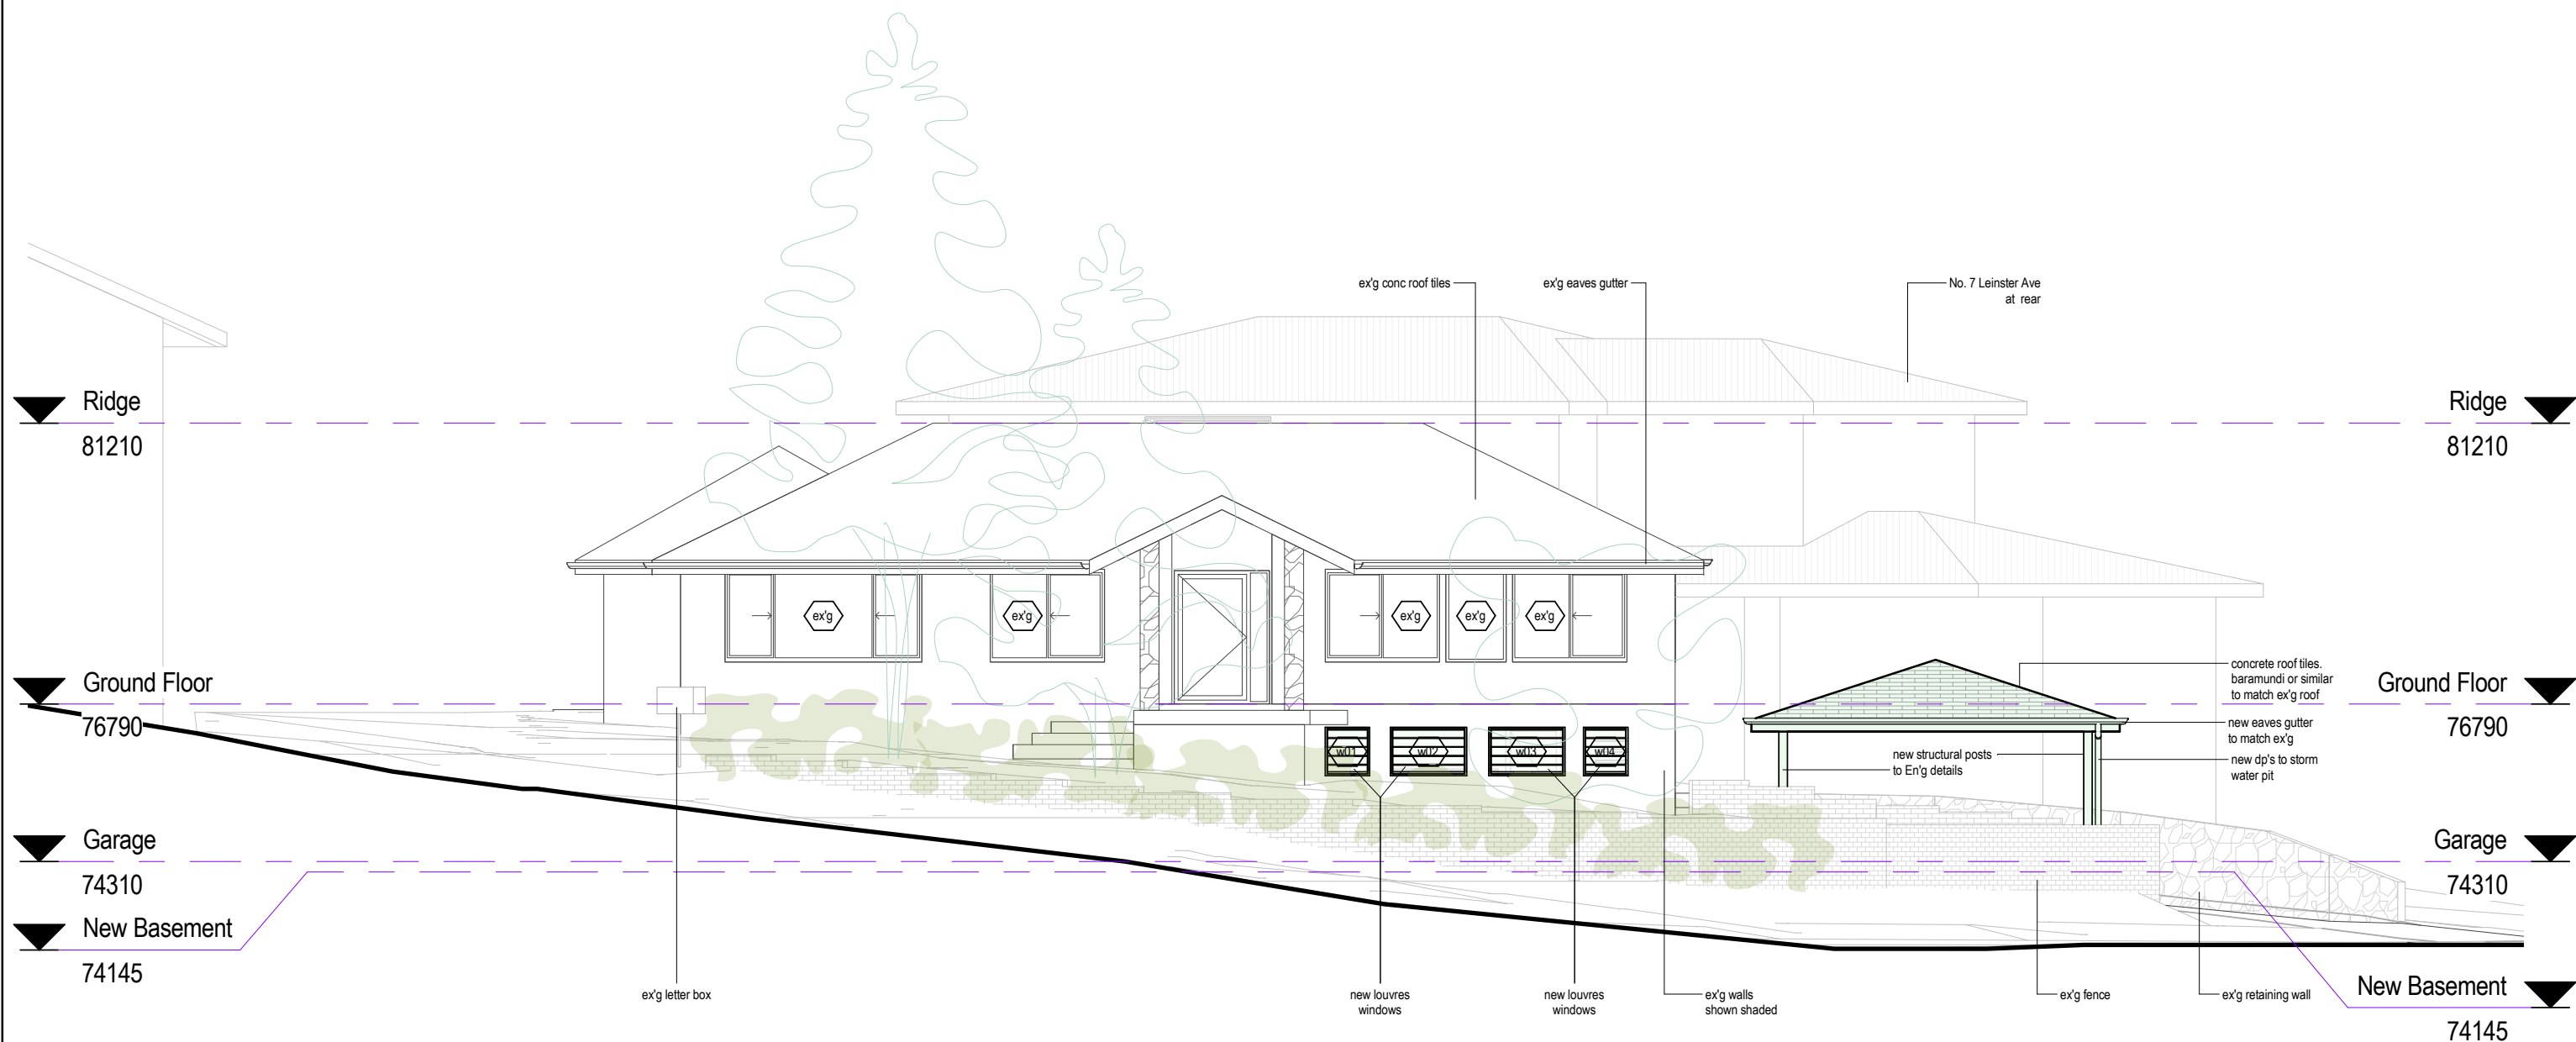 ex'g conc roof tiles
ex'g eaves gutter
No. 7 Leinster Ave
at rear
Ridge
81210
Ridge
81210
ex'g
ex'g
ex'g
ex'g
ex'g
concrete roof tiles.
baramundi or similar
to match ex'g roof
Ground Floor
76790
Ground Floor
76790
new eaves gutter
to match ex'g
w01
w02
w03
w04
new structural posts
to En'g details
new dp's to storm
water pit
Garage
74310
Garage
74310
New Basement
74145
New Basement
74145
ex'g letter box
new louvres
windows
new louvres
windows
ex'g walls
shown shaded
ex'g fence
ex'g retaining wall